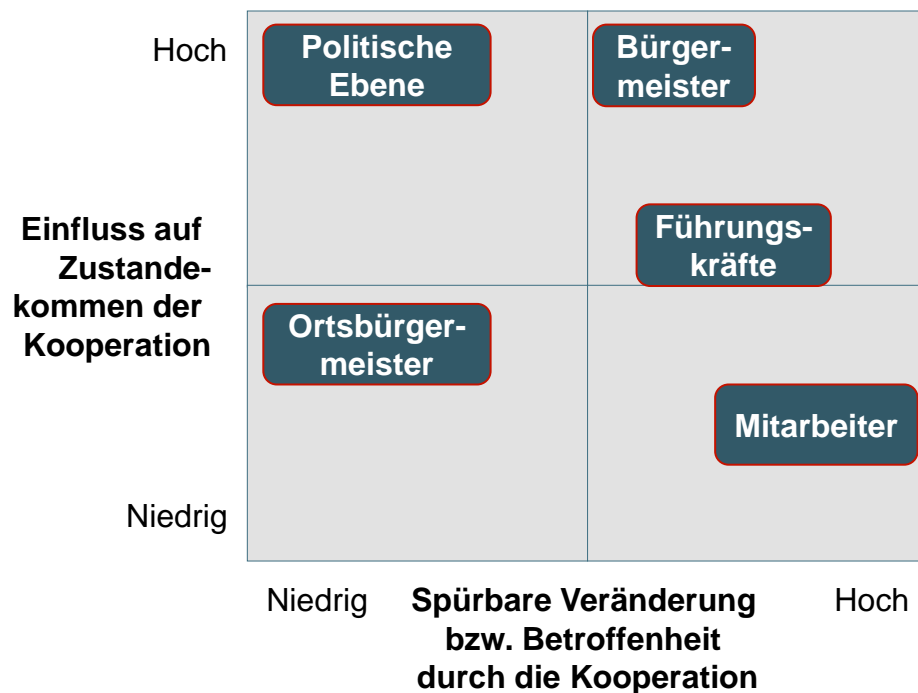 Hoch
Politische
Ebene
Bürger-
meister
Einfluss auf
Zustande-
kommen der
Kooperation
Führungs-
kräfte
Ortsbürger-
meister
Mitarbeiter
Niedrig
Niedrig
Spürbare Veränderung
bzw. Betroffenheit
durch die Kooperation
Hoch